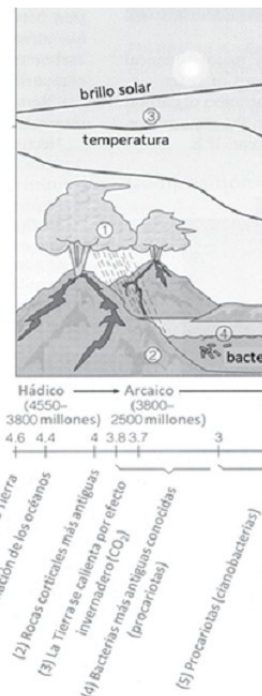 brillo solar
③
temperatura
①
④
bacte
②
Hádico → Arcaico
(4550– (3800–
3800 millones) 2500 millones)
4.6 4.4 4 3.8 3.7 3
Tierra
ación de los océanos
(2) Rocas corticales más antiguas
(3) La Tierra se calienta por efecto
invernadero (CO₂)
(4) Bacterias más antiguas conocidas
(procariotas)
(5) Procariotas (cianobacterias)